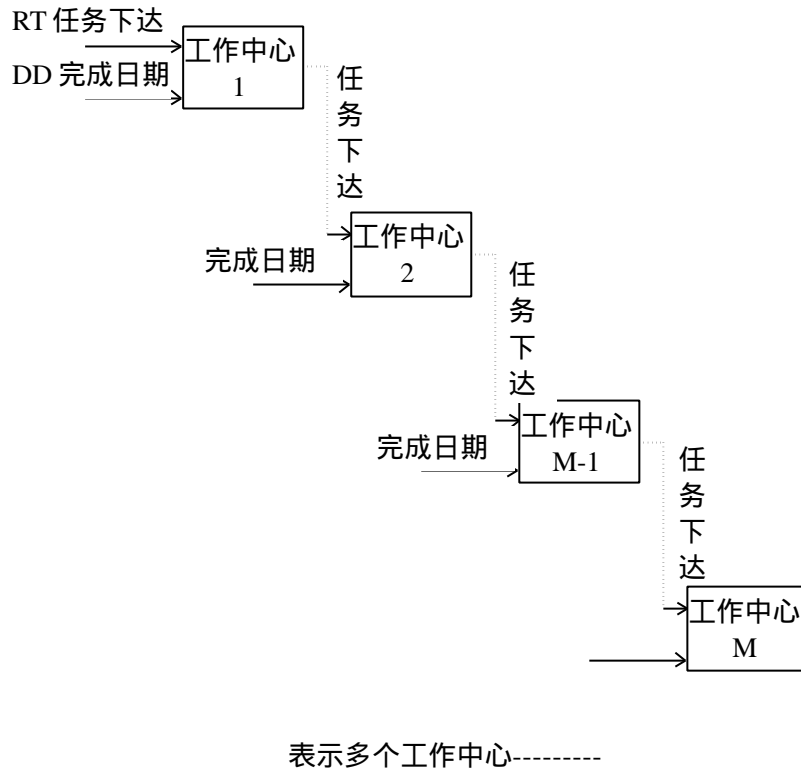 RT 任务下达
DD 完成日期
工作中心
1
任务下达
完成日期
工作中心
2
任务下达
完成日期
工作中心
M-1
任务下达
工作中心
M
表示多个工作中心---------